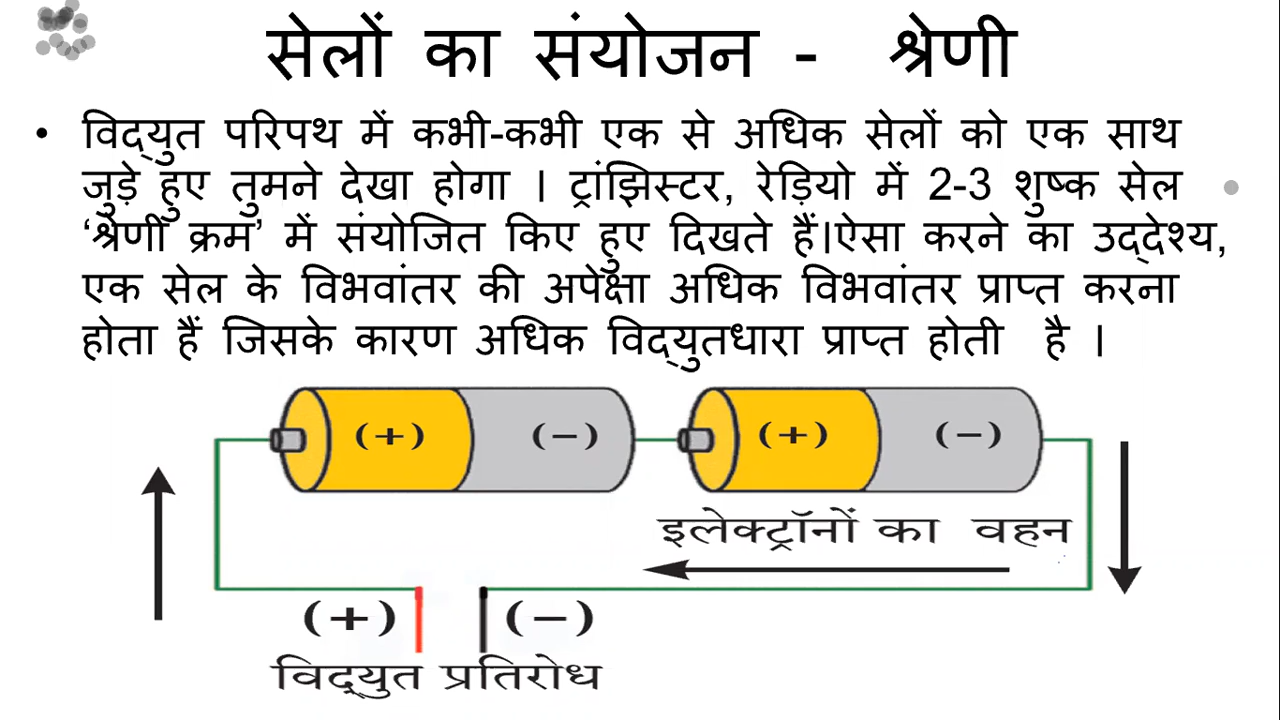 सेलों का संयोजन - श्रेणी
• विद्युत परिपथ में कभी-कभी एक से अधिक सेलों को एक साथ
जुड़े हुए तुमने देखा होगा । ट्रांझिस्टर, रेड़ियो में 2-3 शुष्क सेल
‘श्रेणी क्रम’ में संयोजित किए हुए दिखते हैं।ऐसा करने का उद्देश्य,
एक सेल के विभवांतर की अपेक्षा अधिक विभवांतर प्राप्त करना
होता हैं जिसके कारण अधिक विद्युतधारा प्राप्त होती है ।
(+) (−) (+) (−)
इलेक्ट्रॉनों का वहन
(+) (−)
विद्युत प्रतिरोध